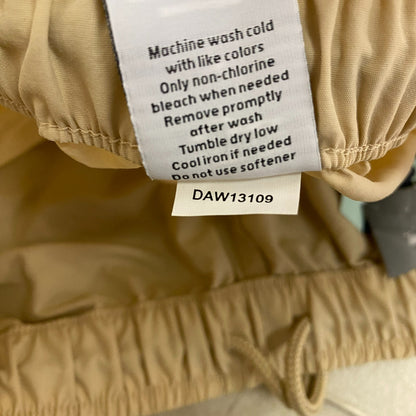 Machine wash cold
with like colors
Only non-chlorine
bleach when needed
Remove promptly
after wash
Tumble dry low
Cool iron if needed
Do not use softener
DAW13109